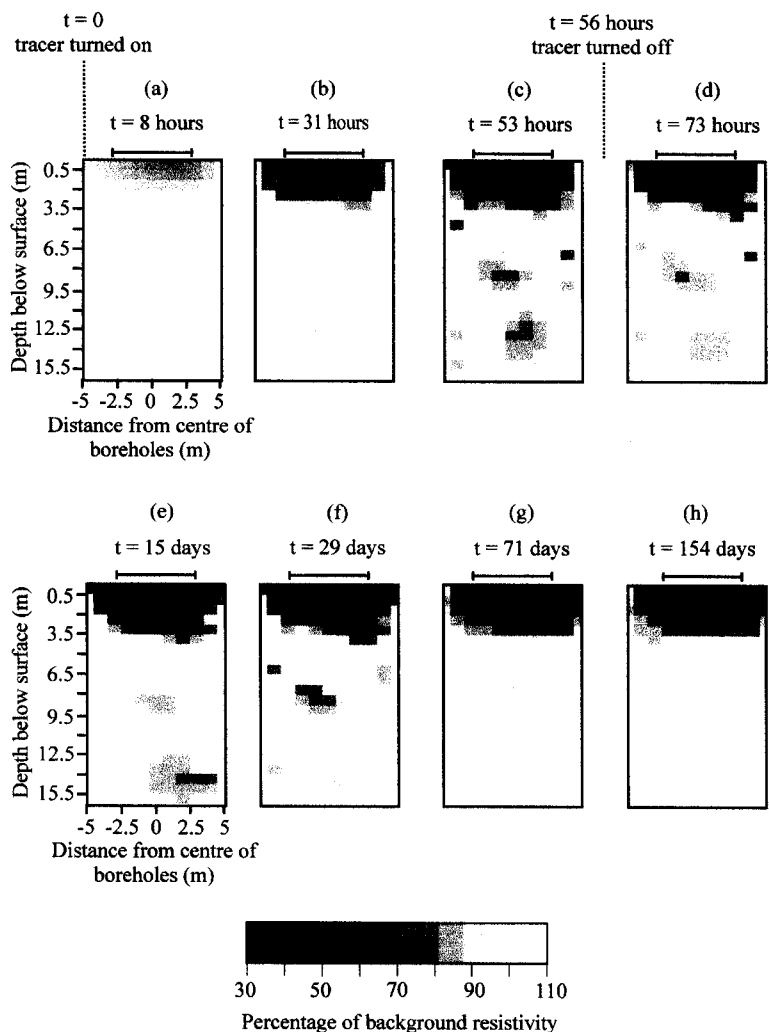 t = 0
tracer turned on
t = 56 hours
tracer turned off
(a)
(b)
(c)
(d)
t = 8 hours
t = 31 hours
t = 53 hours
t = 73 hours
Depth below surface (m)
0.5
3.5
6.5
9.5
12.5
15.5
-5 -2.5 0 2.5 5
Distance from centre of
boreholes (m)
(e)
(f)
(g)
(h)
t = 15 days
t = 29 days
t = 71 days
t = 154 days
Depth below surface (m)
0.5
3.5
6.5
9.5
12.5
15.5
-5 -2.5 0 2.5 5
Distance from centre of
boreholes (m)
30 50 70 90 110
Percentage of background resistivity